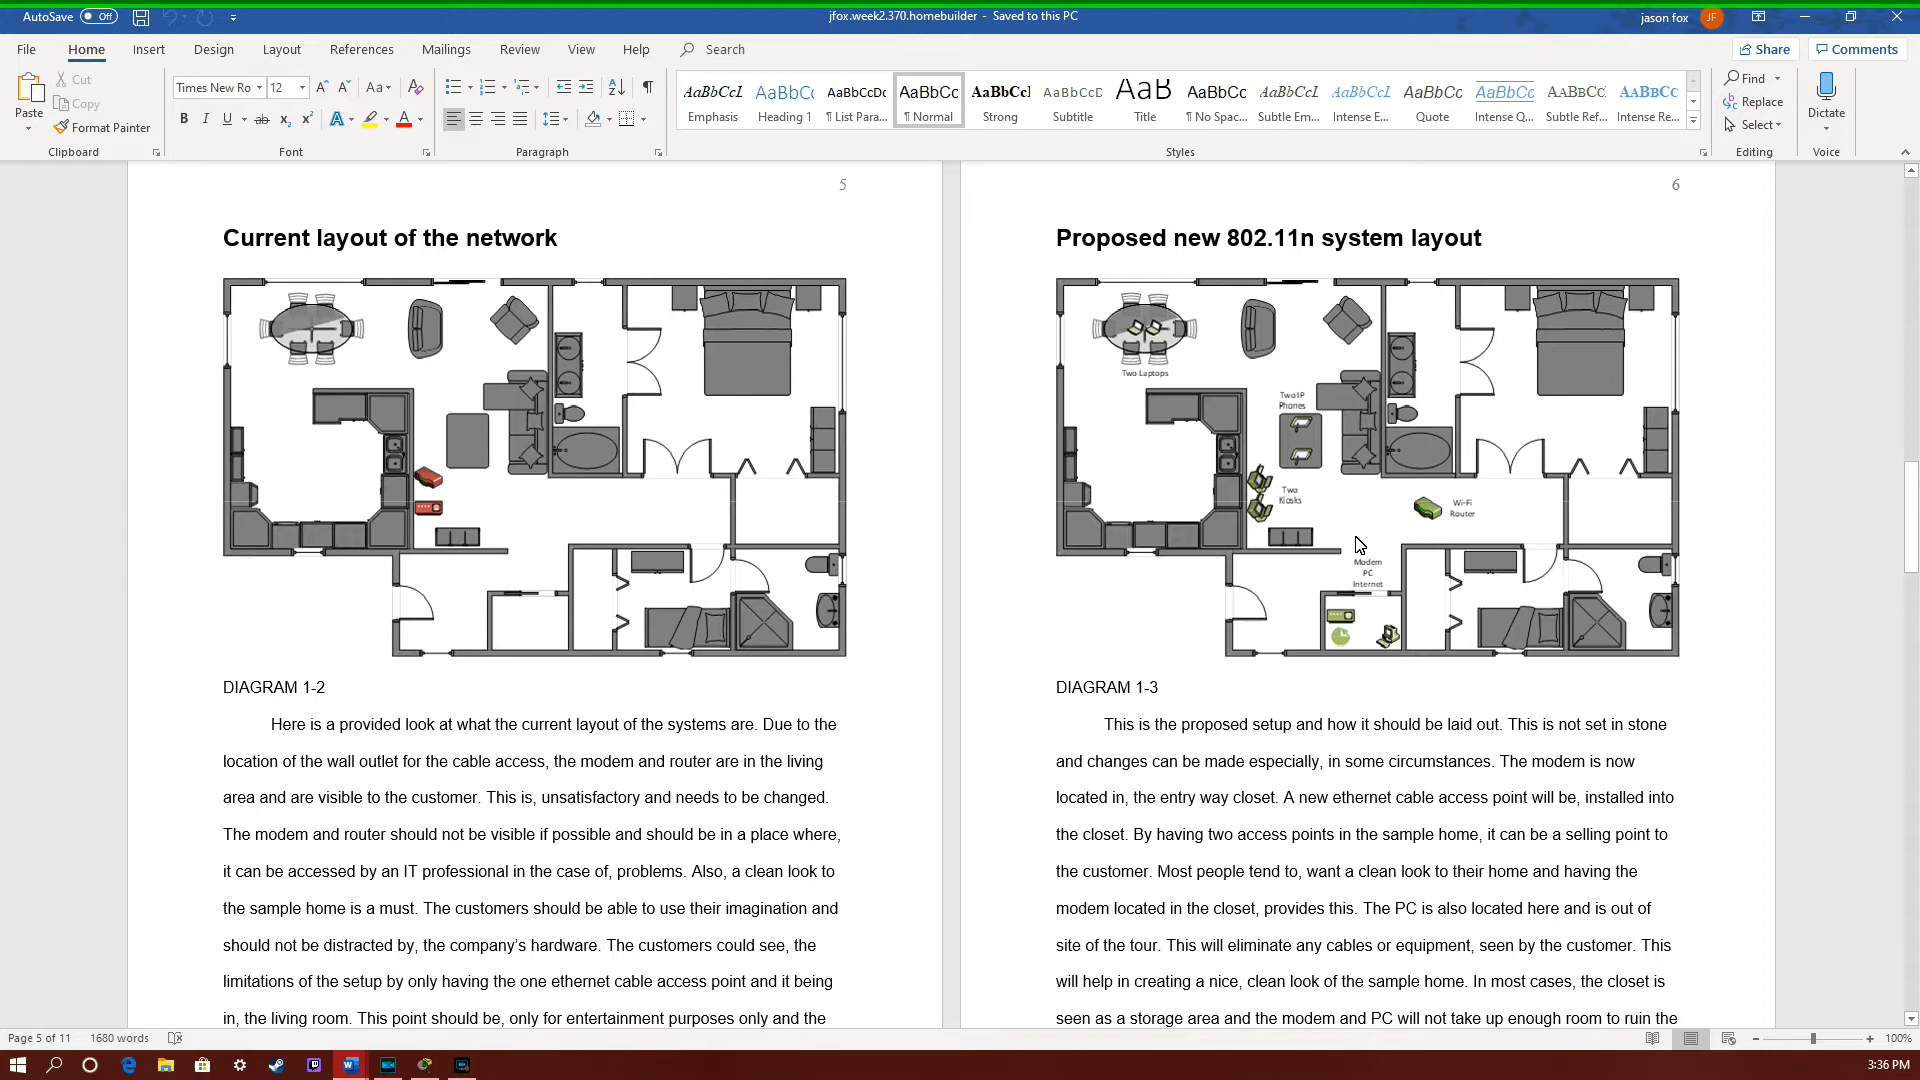 AutoSave Off
jfox.week2.370.homebuilder - Saved to this PC
jason fox JF
File Home Insert Design Layout References Mailings Review View Help Search
Share Comments
Paste
Cut
Copy
Format Painter
Clipboard
Times New Ro 12
Font
Paragraph
AaBbCcL AaBbCc AaBbCcDc AaBbCc AaBbCcl AaBbCcD AaB AaBbCc AaBbCcL AaBbCcL AaBbCc AaBbCc AABBCC AABBCC
Emphasis Heading 1 ¶ List Para... ¶ Normal Strong Subtitle Title ¶ No Spac... Subtle Em... Intense E... Quote Intense Q... Subtle Ref... Intense Re...
Styles
Find
Replace
Select
Editing
Dictate
Voice
5
Current layout of the network
DIAGRAM 1-2
Here is a provided look at what the current layout of the systems are. Due to the
location of the wall outlet for the cable access, the modem and router are in the living
area and are visible to the customer. This is, unsatisfactory and needs to be changed.
The modem and router should not be visible if possible and should be in a place where,
it can be accessed by an IT professional in the case of, problems. Also, a clean look to
the sample home is a must. The customers should be able to use their imagination and
should not be distracted by, the company's hardware. The customers could see, the
limitations of the setup by only having the one ethernet cable access point and it being
in, the living room. This point should be, only for entertainment purposes only and the
6
Proposed new 802.11n system layout
Two Laptops
Two IP
Phones
Two
Kiosks
Wi-Fi
Router
Modem
PC
Internet
DIAGRAM 1-3
This is the proposed setup and how it should be laid out. This is not set in stone
and changes can be made especially, in some circumstances. The modem is now
located in, the entry way closet. A new ethernet cable access point will be, installed into
the closet. By having two access points in the sample home, it can be a selling point to
the customer. Most people tend to, want a clean look to their home and having the
modem located in the closet, provides this. The PC is also located here and is out of
site of the tour. This will eliminate any cables or equipment, seen by the customer. This
will help in creating a nice, clean look of the sample home. In most cases, the closet is
seen as a storage area and the modem and PC will not take up enough room to ruin the
Page 5 of 11 1680 words
100%
3:36 PM